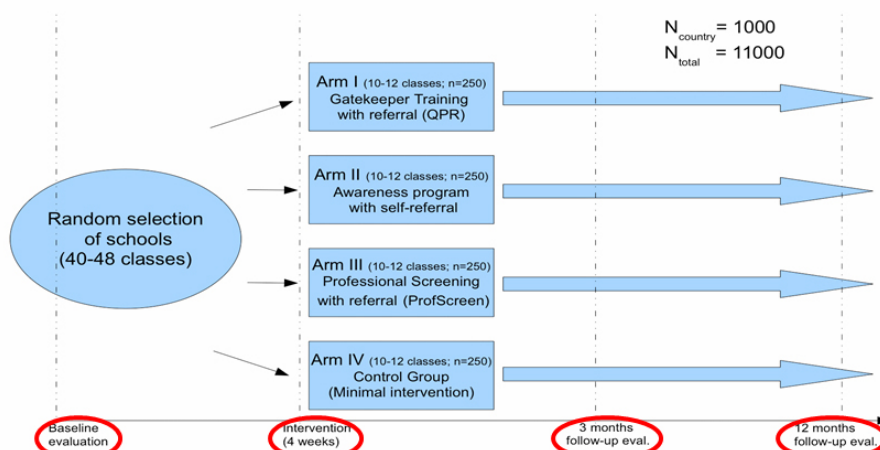 N country = 1000
N total = 11000
Random selection
of schools
(40-48 classes)
Arm I (10-12 classes; n=250)
Gatekeeper Training
with referral (QPR)
Arm II (10-12 classes; n=250)
Awareness program
with self-referral
Arm III (10-12 classes; n=250)
Professional Screening
with referral (ProfScreen)
Arm IV (10-12 classes; n=250)
Control Group
(Minimal intervention)
Baseline
evaluation
Intervention
(4 weeks)
3 months
follow-up eval.
12 months
follow-up eval.